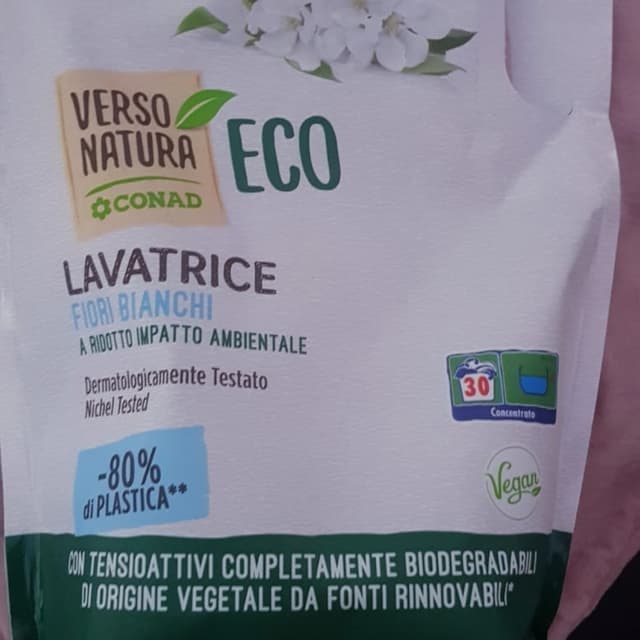 VERSO
NATURA
CONAD
ECO
LAVATRICE
FIORI BIANCHI
A RIDOTTO IMPATTO AMBIENTALE
Dermatologicamente Testato
Nichel Tested
30
Concentrato
-80%
di PLASTICA**
Vegan
CON TENSIOATTIVI COMPLETAMENTE BIODEGRADABILI
DI ORIGINE VEGETALE DA FONTI RINNOVABILI*